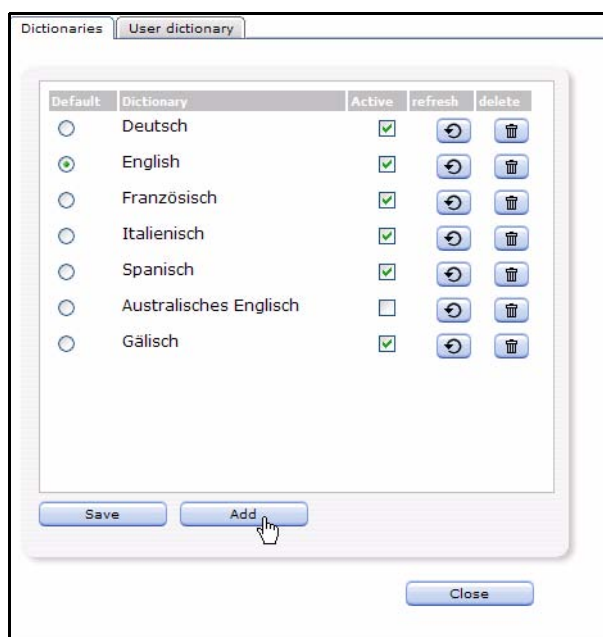 Dictionaries User dictionary
Default Dictionary Active refresh delete
Deutsch
English
Französisch
Italienisch
Spanisch
Australisches Englisch
Gälisch
Save Add
Close